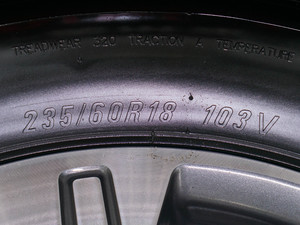 TREADWEAR 320 TRACTION A TEMPERATURE
235/60R18 103V